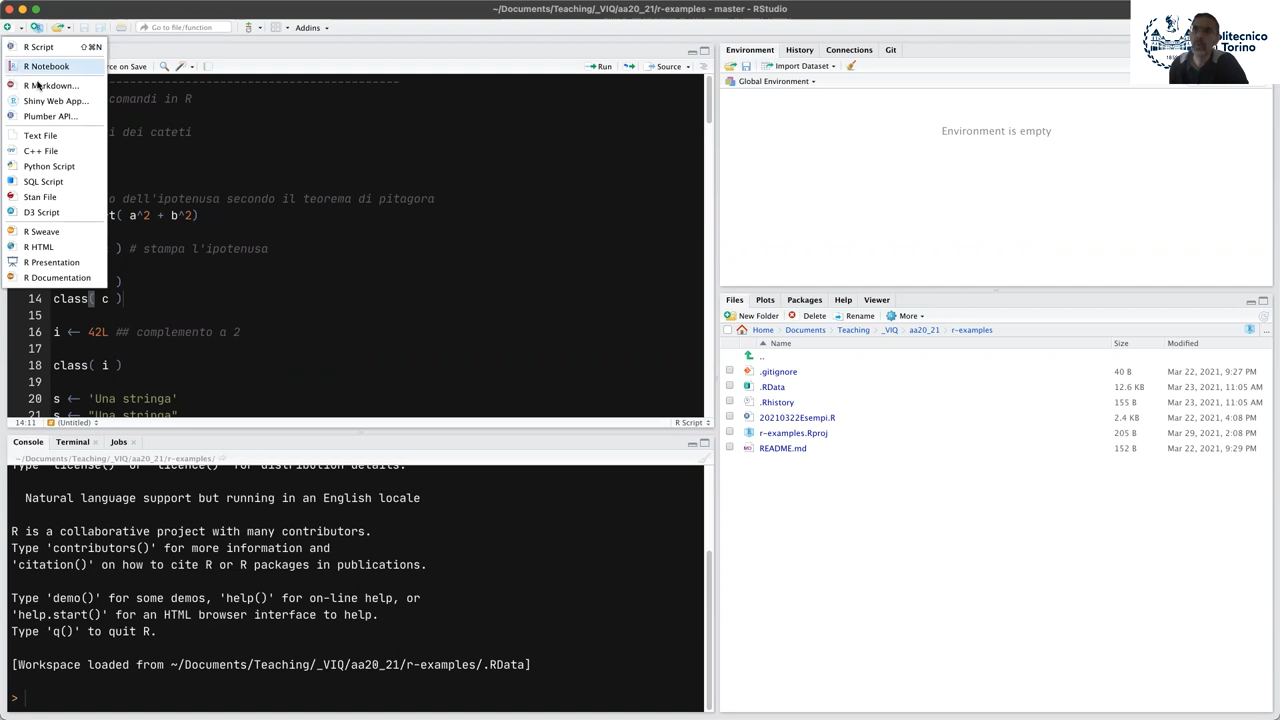 ~/Documents/Teaching/_VIQ/aa20_21/r-examples - master - RStudio
Go to file/function
Addins
R Script ⇧⌘N
R Notebook
R Markdown...
Shiny Web App...
Plumber API...
Text File
C++ File
Python Script
SQL Script
Stan File
D3 Script
R Sweave
R HTML
R Presentation
R Documentation
ce on Save
Run
Source
comandi in R
i dei cateti
o dell'ipotenusa secondo il teorema di pitagora
t( a^2 + b^2)
) # stampa l'ipotenusa
)
14 class( c )
15
16 i <- 42L ## complemento a 2
17
18 class( i )
19
20 s <- 'Una stringa'
21 s <- "Una stringa"
14:11 (Untitled) R Script
Console Terminal Jobs
~/Documents/Teaching/_VIQ/aa20_21/r-examples/
Type 'license()' or 'licence()' for distribution details.
Natural language support but running in an English locale
R is a collaborative project with many contributors.
Type 'contributors()' for more information and
'citation()' on how to cite R or R packages in publications.
Type 'demo()' for some demos, 'help()' for on-line help, or
'help.start()' for an HTML browser interface to help.
Type 'q()' to quit R.
[Workspace loaded from ~/Documents/Teaching/_VIQ/aa20_21/r-examples/.RData]
>
Environment History Connections Git
Import Dataset
Global Environment
Environment is empty
Files Plots Packages Help Viewer
New Folder Delete Rename More
Home Documents Teaching _VIQ aa20_21 r-examples ...
Name Size Modified
..
.gitignore 40 B Mar 22, 2021, 9:27 PM
.RData 12.6 KB Mar 23, 2021, 11:05 AM
.Rhistory 155 B Mar 23, 2021, 11:05 AM
20210322Esempi.R 2.4 KB Mar 22, 2021, 4:08 PM
r-examples.Rproj 205 B Mar 29, 2021, 2:08 PM
README.md 152 B Mar 22, 2021, 9:29 PM
olitecnico
Torino